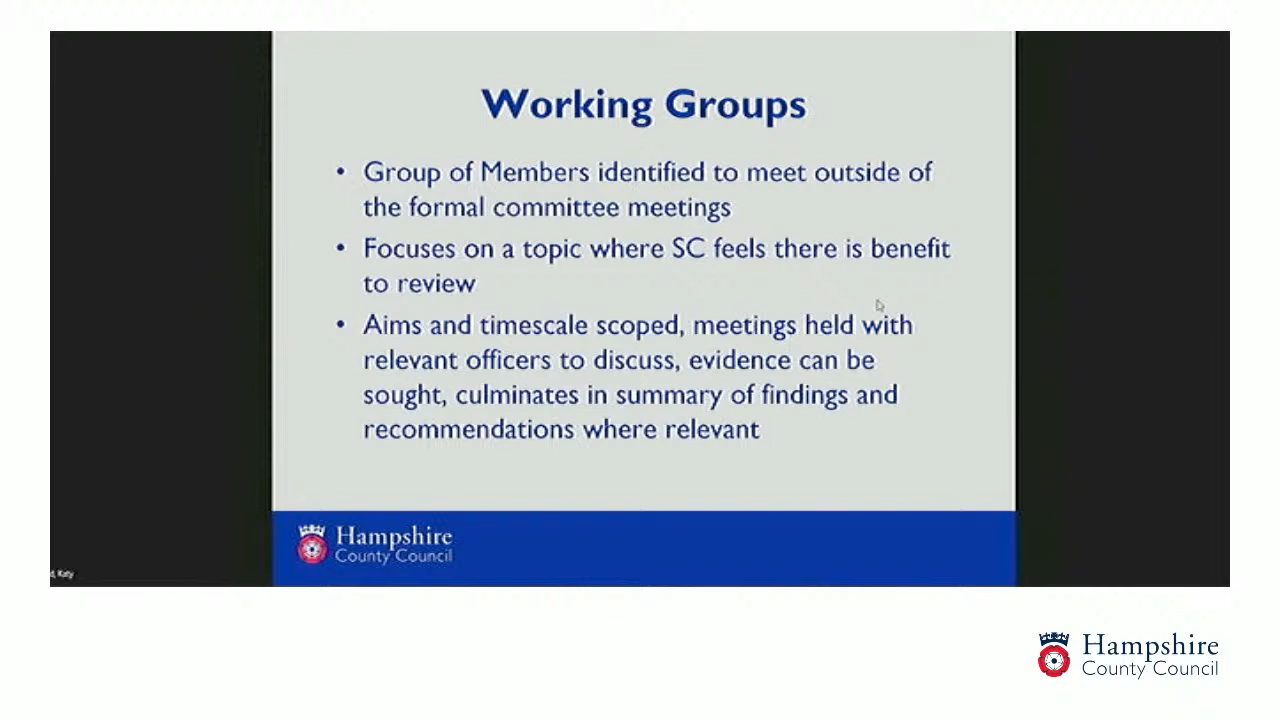 Working Groups
• Group of Members identified to meet outside of
the formal committee meetings
• Focuses on a topic where SC feels there is benefit
to review
• Aims and timescale scoped, meetings held with
relevant officers to discuss, evidence can be
sought, culminates in summary of findings and
recommendations where relevant
Hampshire
County Council
d, Katy
Hampshire
County Council